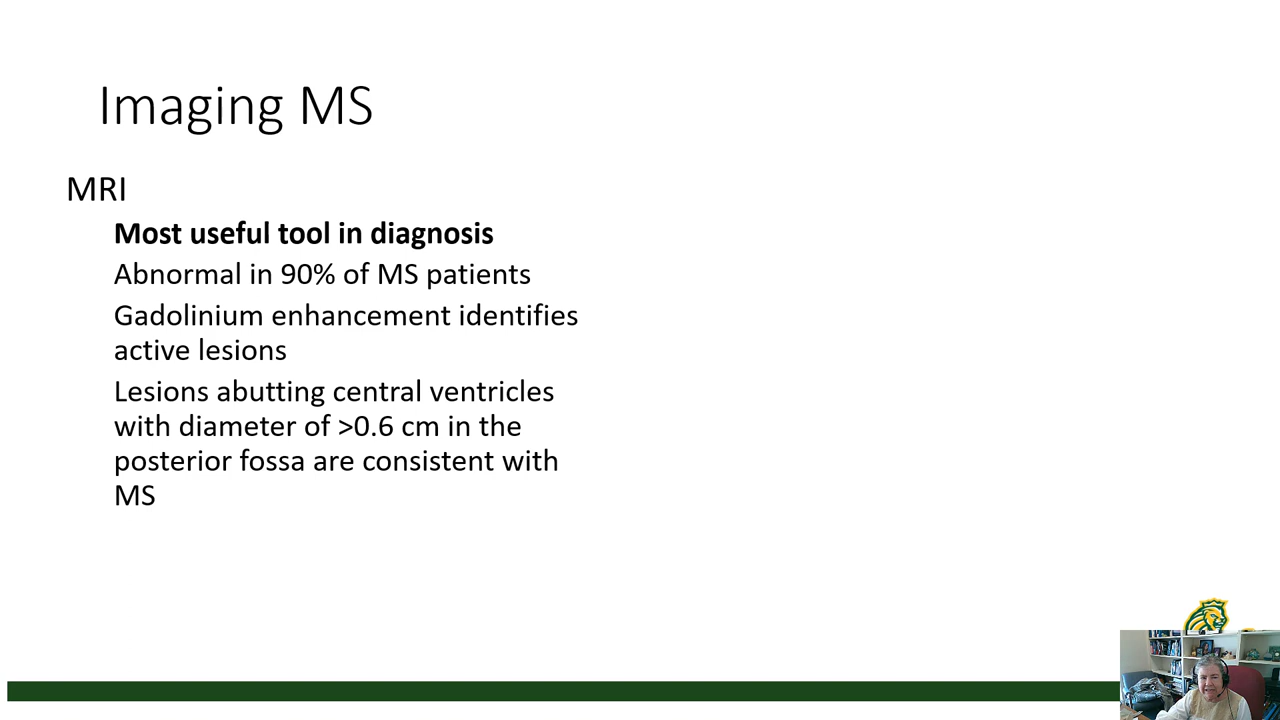 Imaging MS
MRI
Most useful tool in diagnosis
Abnormal in 90% of MS patients
Gadolinium enhancement identifies
active lesions
Lesions abutting central ventricles
with diameter of >0.6 cm in the
posterior fossa are consistent with
MS